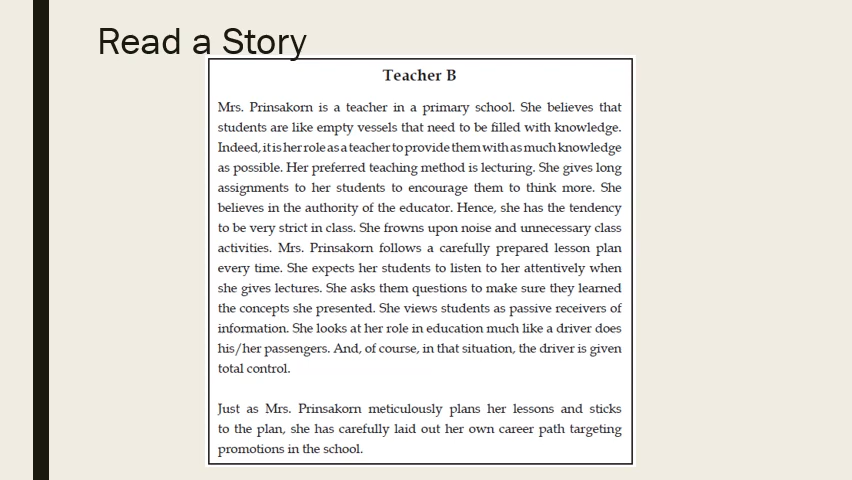 Read a Story
Teacher B
Mrs. Prinsakorn is a teacher in a primary school. She believes that
students are like empty vessels that need to be filled with knowledge.
Indeed, it is her role as a teacher to provide them with as much knowledge
as possible. Her preferred teaching method is lecturing. She gives long
assignments to her students to encourage them to think more. She
believes in the authority of the educator. Hence, she has the tendency
to be very strict in class. She frowns upon noise and unnecessary class
activities. Mrs. Prinsakorn follows a carefully prepared lesson plan
every time. She expects her students to listen to her attentively when
she gives lectures. She asks them questions to make sure they learned
the concepts she presented. She views students as passive receivers of
information. She looks at her role in education much like a driver does
his/her passengers. And, of course, in that situation, the driver is given
total control.
Just as Mrs. Prinsakorn meticulously plans her lessons and sticks
to the plan, she has carefully laid out her own career path targeting
promotions in the school.